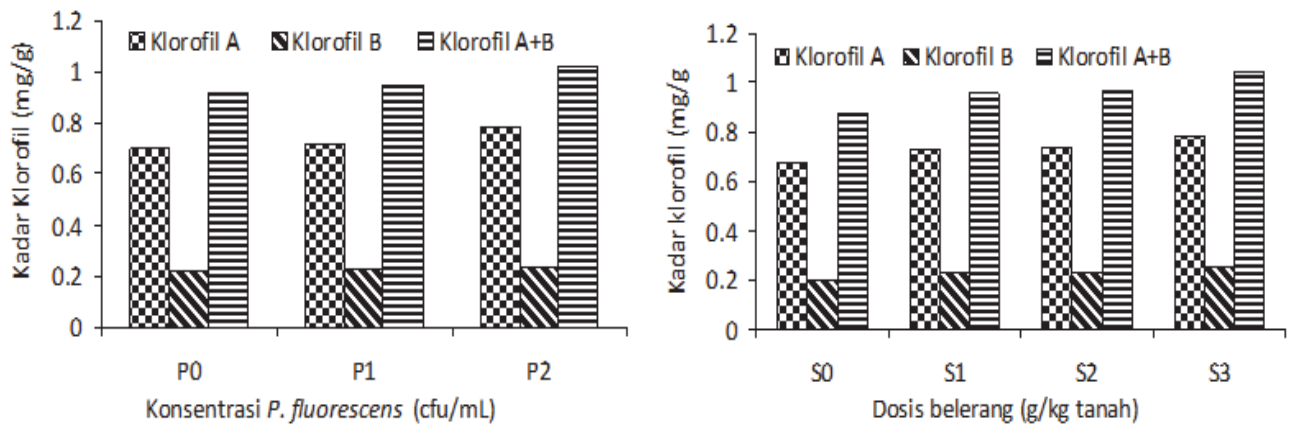 Kadar Klorofil (mg/g)
1.2
1
0.8
0.6
0.4
0.2
0
Klorofil A Klorofil B Klorofil A+B
P0 P1 P2
Konsentrasi P. fluorescens (cfu/mL)
Kadar klorofil (mg/g
1.2
1
0.8
0.6
0.4
0.2
0
Klorofil A Klorofil B Klorofil A+B
S0 S1 S2 S3
Dosis belerang (g/kg tanah)